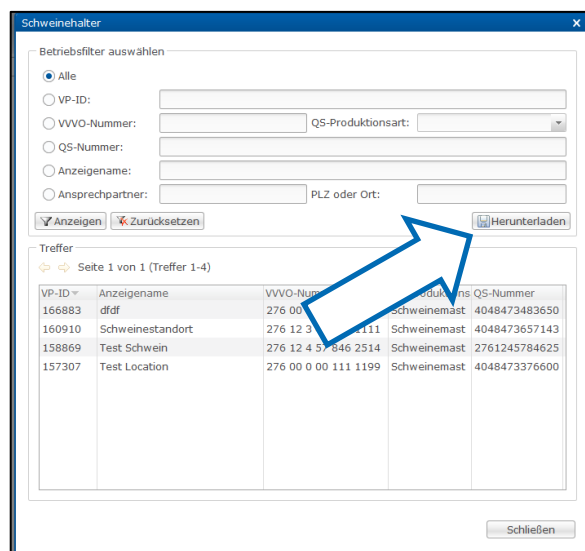 Schweinehalter x
Betriebsfilter auswählen
Alle
VP-ID:
VVVO-Nummer: QS-Produktionsart:
QS-Nummer:
Anzeigename:
Ansprechpartner: PLZ oder Ort:
Anzeigen Zurücksetzen Herunterladen
Treffer
Seite 1 von 1 (Treffer 1-4)
VP-ID Anzeigename VVVO-Num QS-Nummer
166883 dfdf 276 00 Schweinemast 4048473483650
160910 Schweinestandort 276 12 3 1111 Schweinemast 4048473657143
158869 Test Schwein 276 12 4 57 846 2514 Schweinemast 2761245784625
157307 Test Location 276 00 0 00 111 1199 Schweinemast 4048473376600
Schließen